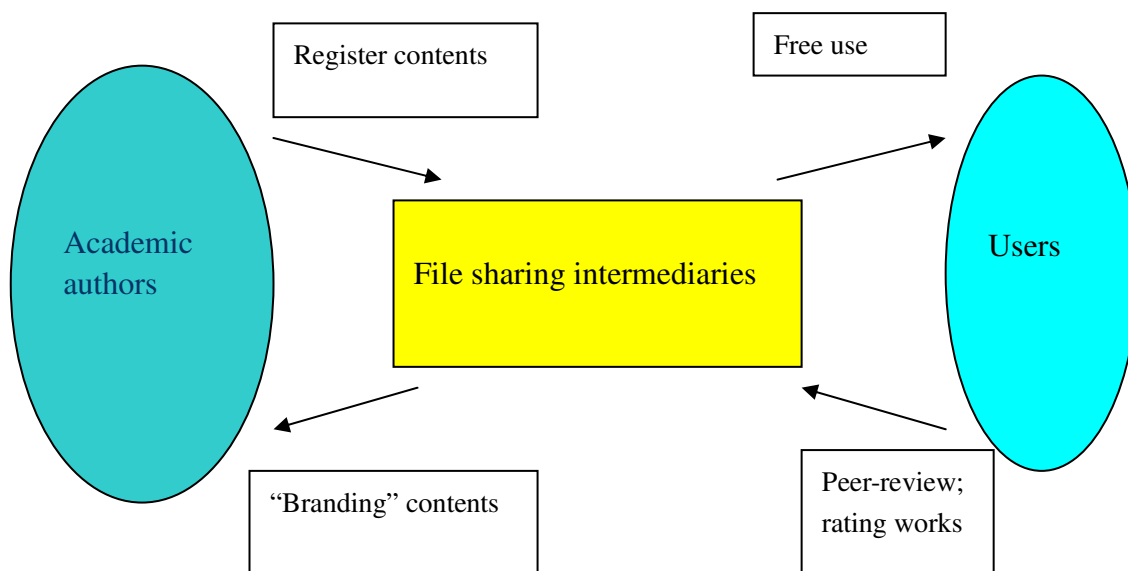 Register contents
Free use
Academic
authors
File sharing intermediaries
Users
“Branding” contents
Peer-review;
rating works